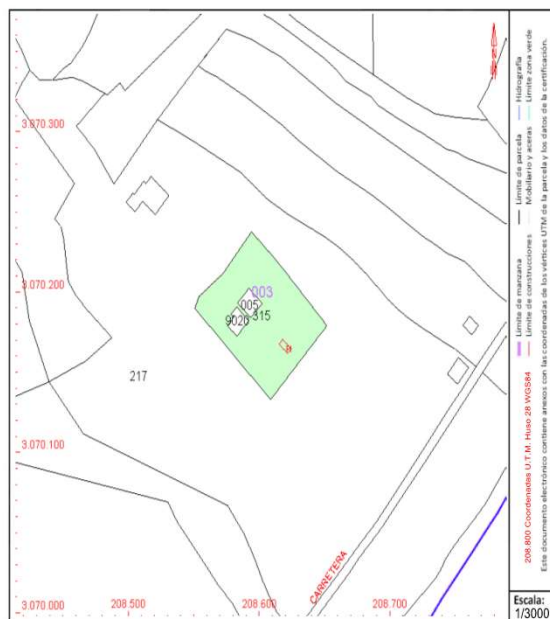 3.070.300
3.070.200
3.070.100
3.070.000
208.500
208.600
208.700
003
005
9026
315
217
CARRETERA
Límite de manzana
Límite de parcela
Hidrografía
Límite de construcciones
Mobiliario y aceras
Límite zona verde
208.800 Coordenadas U.T.M. Huso 28 WGS84
Este documento electrónico contiene anexos con las coordenadas de los vértices UTM de la parcela y los datos de la certificación.
Escala:
1/3000